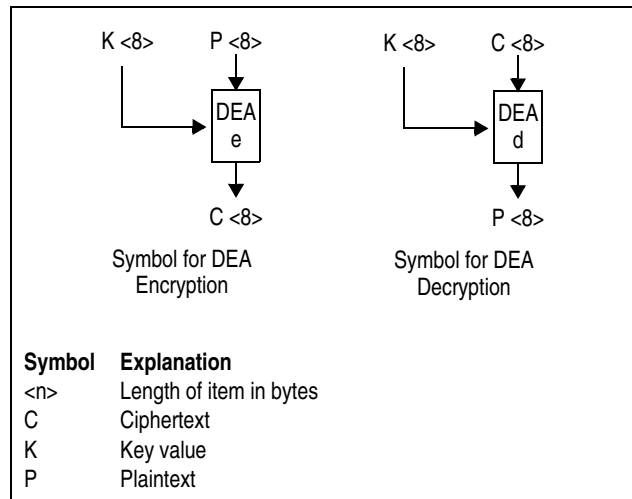 K <8> P <8>
DEA
e
C <8>
Symbol for DEA
Encryption
K <8> C <8>
DEA
d
P <8>
Symbol for DEA
Decryption
Symbol Explanation
<n> Length of item in bytes
C Ciphertext
K Key value
P Plaintext